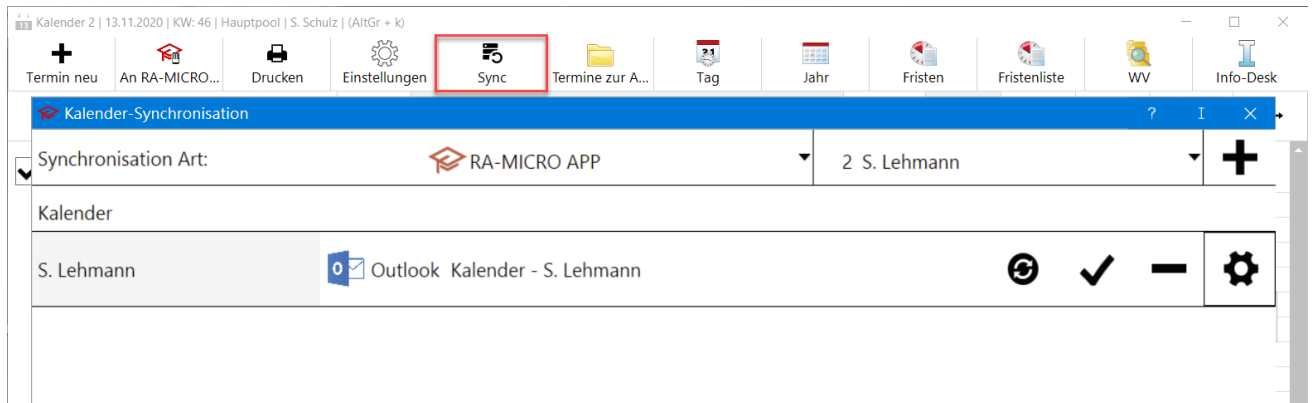 Kalender 2 | 13.11.2020 | KW: 46 | Hauptpool | S. Schulz | (AltGr + k)
Termin neu An RA-MICRO... Drucken Einstellungen Sync Termine zur A... Tag Jahr Fristen Fristenliste WV Info-Desk
Kalender-Synchronisation
Synchronisation Art: RA-MICRO APP 2 S. Lehmann
Kalender
S. Lehmann Outlook Kalender - S. Lehmann